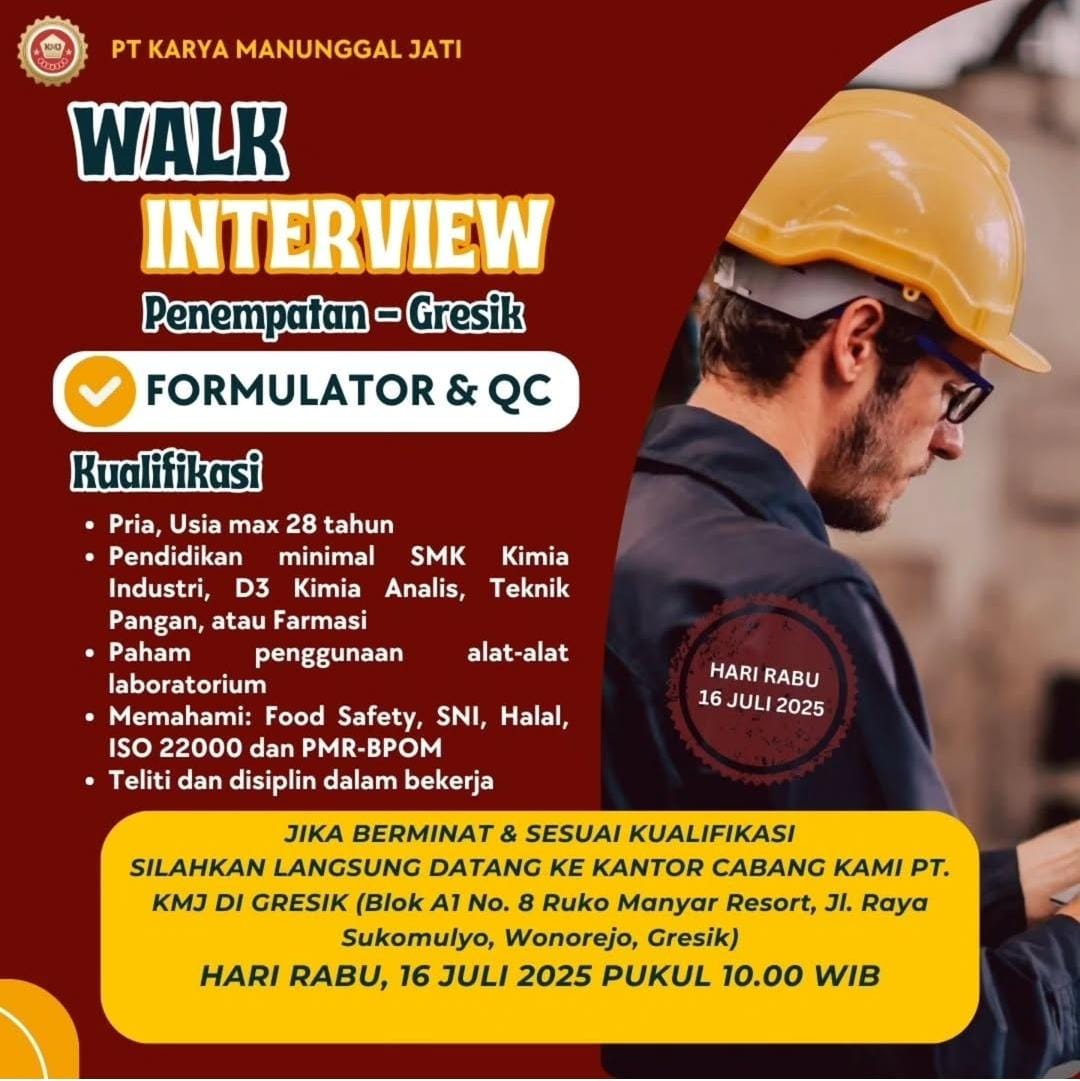 KMJ
PT KARYA MANUNGGAL JATI
WALK
INTERVIEW
Penempatan – Gresik
FORMULATOR & QC
Kualifikasi
• Pria, Usia max 28 tahun
• Pendidikan minimal SMK Kimia
Industri, D3 Kimia Analis, Teknik
Pangan, atau Farmasi
• Paham penggunaan alat-alat
laboratorium
• Memahami: Food Safety, SNI, Halal,
ISO 22000 dan PMR-BPOM
• Teliti dan disiplin dalam bekerja
HARI RABU
16 JULI 2025
JIKA BERMINAT & SESUAI KUALIFIKASI
SILAHKAN LANGSUNG DATANG KE KANTOR CABANG KAMI PT.
KMJ DI GRESIK (Blok A1 No. 8 Ruko Manyar Resort, Jl. Raya
Sukomulyo, Wonorejo, Gresik)
HARI RABU, 16 JULI 2025 PUKUL 10.00 WIB